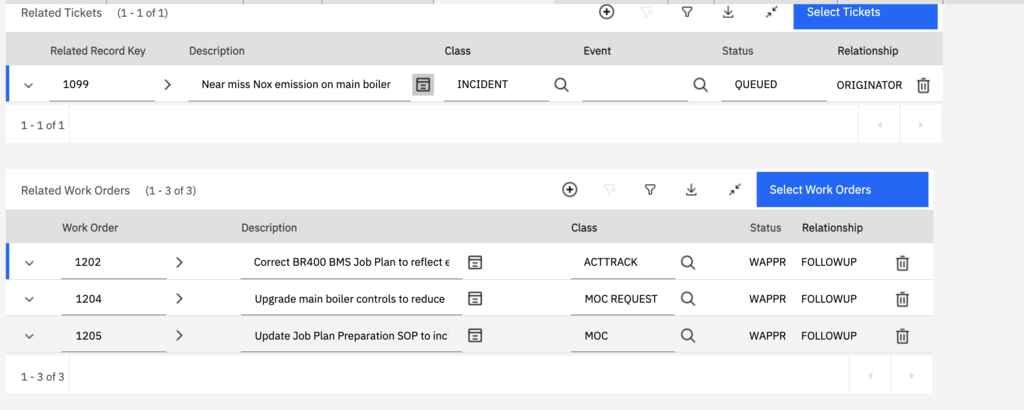 Related Tickets (1 - 1 of 1) Select Tickets
Related Record Key Description Class Event Status Relationship
1099 Near miss Nox emission on main boiler INCIDENT QUEUED ORIGINATOR
1 - 1 of 1
Related Work Orders (1 - 3 of 3) Select Work Orders
Work Order Description Class Status Relationship
1202 Correct BR400 BMS Job Plan to reflect e ACTTRACK WAPPR FOLLOWUP
1204 Upgrade main boiler controls to reduce MOC REQUEST WAPPR FOLLOWUP
1205 Update Job Plan Preparation SOP to inc MOC WAPPR FOLLOWUP
1 - 3 of 3